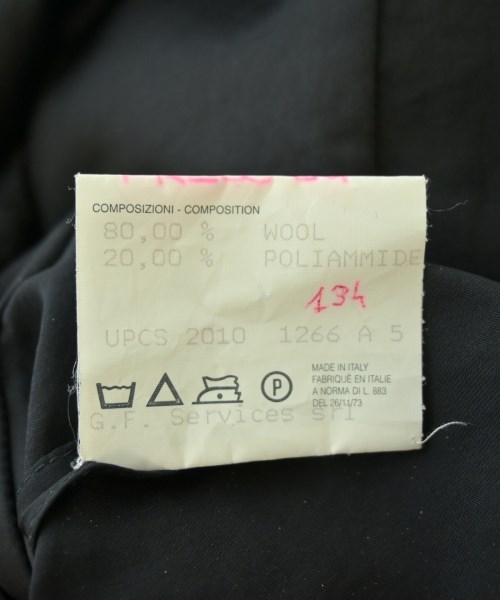 COMPOSIZIONI - COMPOSITION
80,00 % WOOL
20,00 % POLIAMMIDE
134
UPCS 2010 1266 A 5
P
MADE IN ITALY
FABRIQUÉ EN ITALIE
A NORMA DI L. 883
DEL 26/11/73
G.F. Services srl